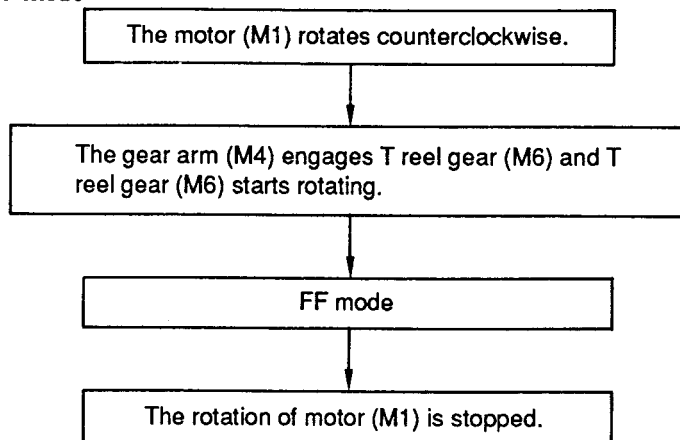 The motor (M1) rotates counterclockwise.
The gear arm (M4) engages T reel gear (M6) and T
reel gear (M6) starts rotating.
FF mode
The rotation of motor (M1) is stopped.